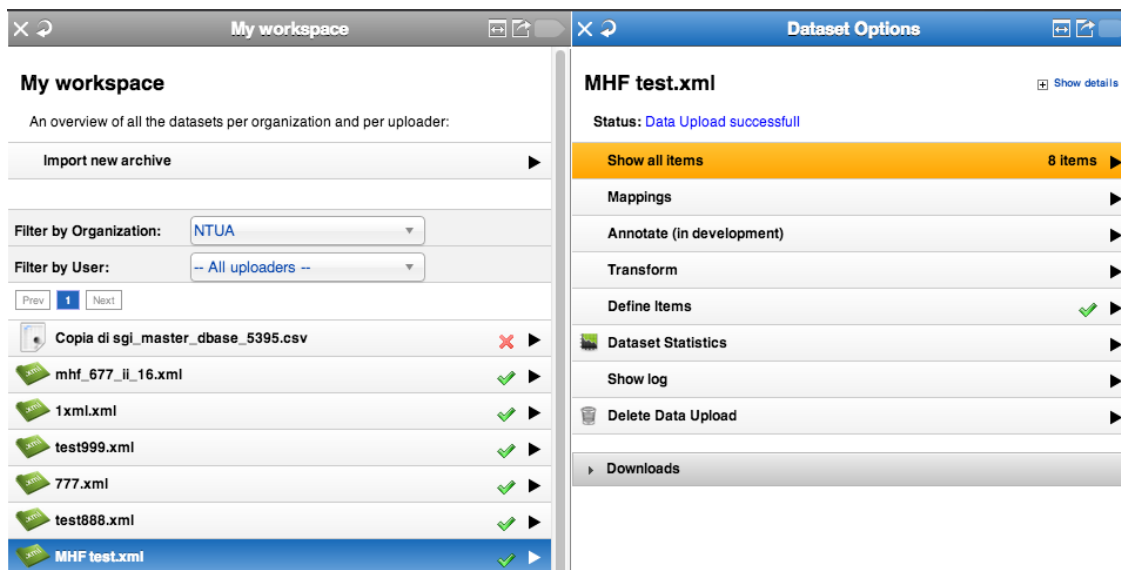 My workspace
My workspace
An overview of all the datasets per organization and per uploader:
Import new archive
Filter by Organization: NTUA
Filter by User: -- All uploaders --
Prev 1 Next
Copia di sgi_master_dbase_5395.csv
mhf_677_ii_16.xml
1xml.xml
test999.xml
777.xml
test888.xml
MHF test.xml
Dataset Options
MHF test.xml
Show details
Status: Data Upload successfull
Show all items 8 items
Mappings
Annotate (in development)
Transform
Define Items
Dataset Statistics
Show log
Delete Data Upload
Downloads